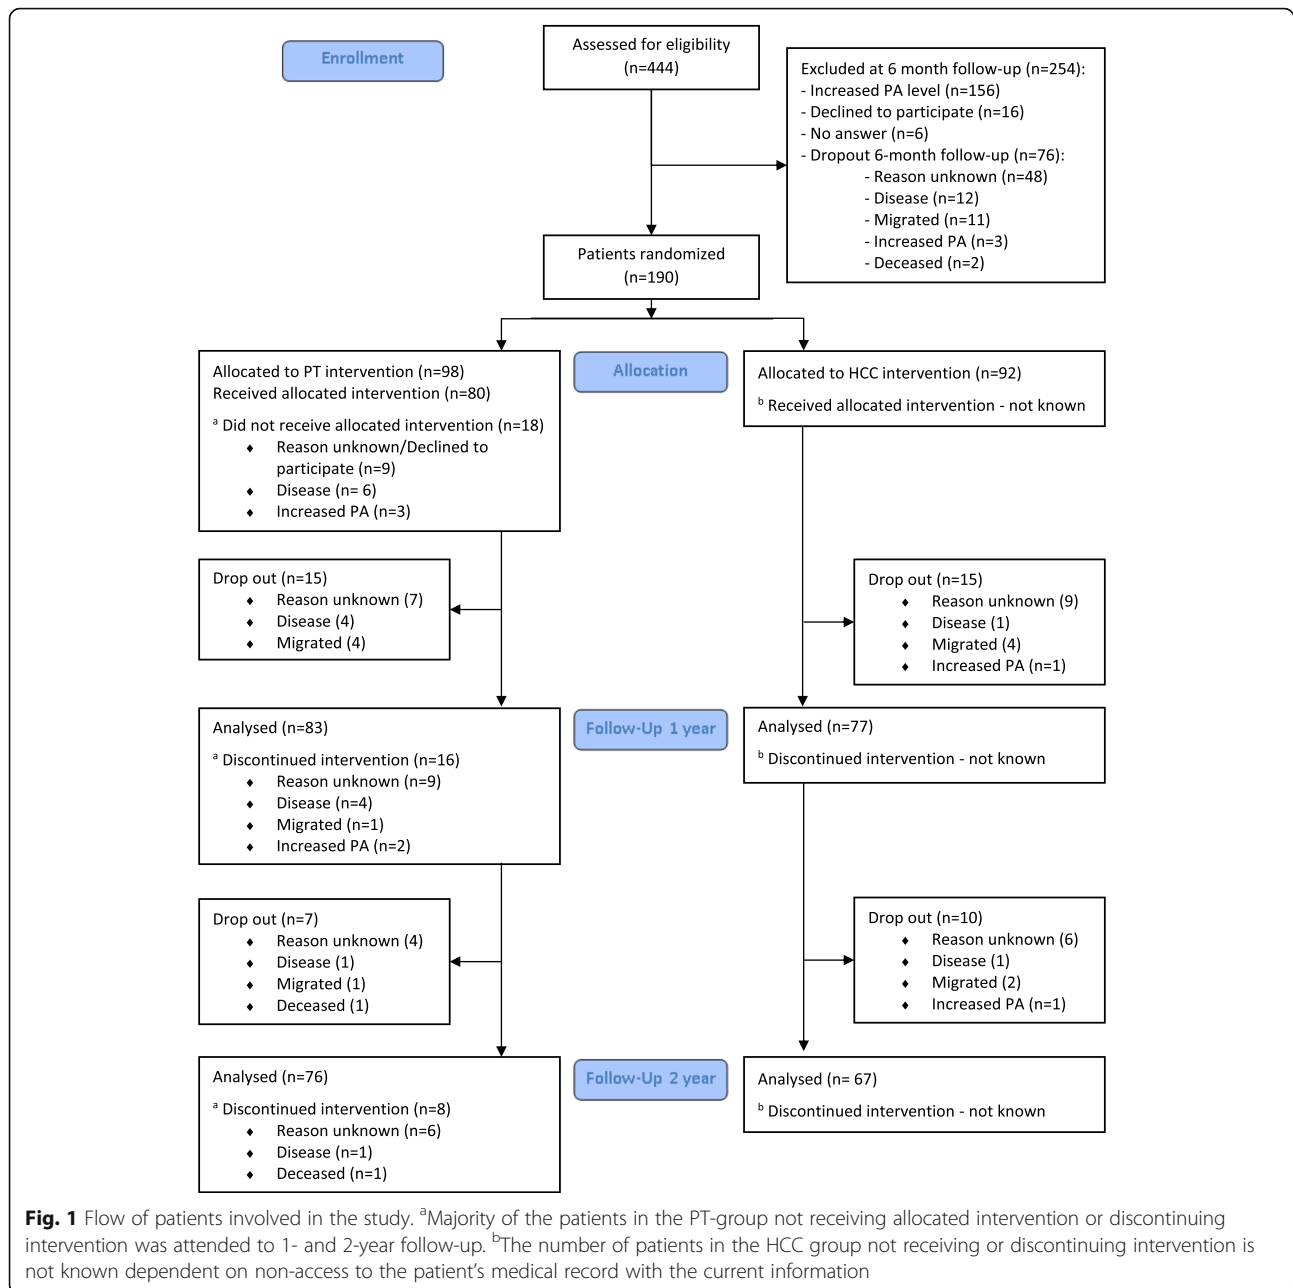 Enrollment
Assessed for eligibility
(n=444)
Excluded at 6 month follow-up (n=254):
- Increased PA level (n=156)
- Declined to participate (n=16)
- No answer (n=6)
- Dropout 6-month follow-up (n=76):
- Reason unknown (n=48)
- Disease (n=12)
- Migrated (n=11)
- Increased PA (n=3)
- Deceased (n=2)
Patients randomized
(n=190)
Allocation
Allocated to PT intervention (n=98)
Received allocated intervention (n=80)
a Did not receive allocated intervention (n=18)
♦ Reason unknown/Declined to
participate (n=9)
♦ Disease (n= 6)
♦ Increased PA (n=3)
Allocated to HCC intervention (n=92)
b Received allocated intervention - not known
Drop out (n=15)
♦ Reason unknown (7)
♦ Disease (4)
♦ Migrated (4)
Drop out (n=15)
♦ Reason unknown (9)
♦ Disease (1)
♦ Migrated (4)
♦ Increased PA (n=1)
Follow-Up 1 year
Analysed (n=83)
a Discontinued intervention (n=16)
♦ Reason unknown (n=9)
♦ Disease (n=4)
♦ Migrated (n=1)
♦ Increased PA (n=2)
Analysed (n=77)
b Discontinued intervention - not known
Drop out (n=7)
♦ Reason unknown (4)
♦ Disease (1)
♦ Migrated (1)
♦ Deceased (1)
Drop out (n=10)
♦ Reason unknown (6)
♦ Disease (1)
♦ Migrated (2)
♦ Increased PA (n=1)
Follow-Up 2 year
Analysed (n=76)
a Discontinued intervention (n=8)
♦ Reason unknown (n=6)
♦ Disease (n=1)
♦ Deceased (n=1)
Analysed (n= 67)
b Discontinued intervention - not known
Fig. 1 Flow of patients involved in the study. aMajority of the patients in the PT-group not receiving allocated intervention or discontinuing
intervention was attended to 1- and 2-year follow-up. bThe number of patients in the HCC group not receiving or discontinuing intervention is
not known dependent on non-access to the patient's medical record with the current information